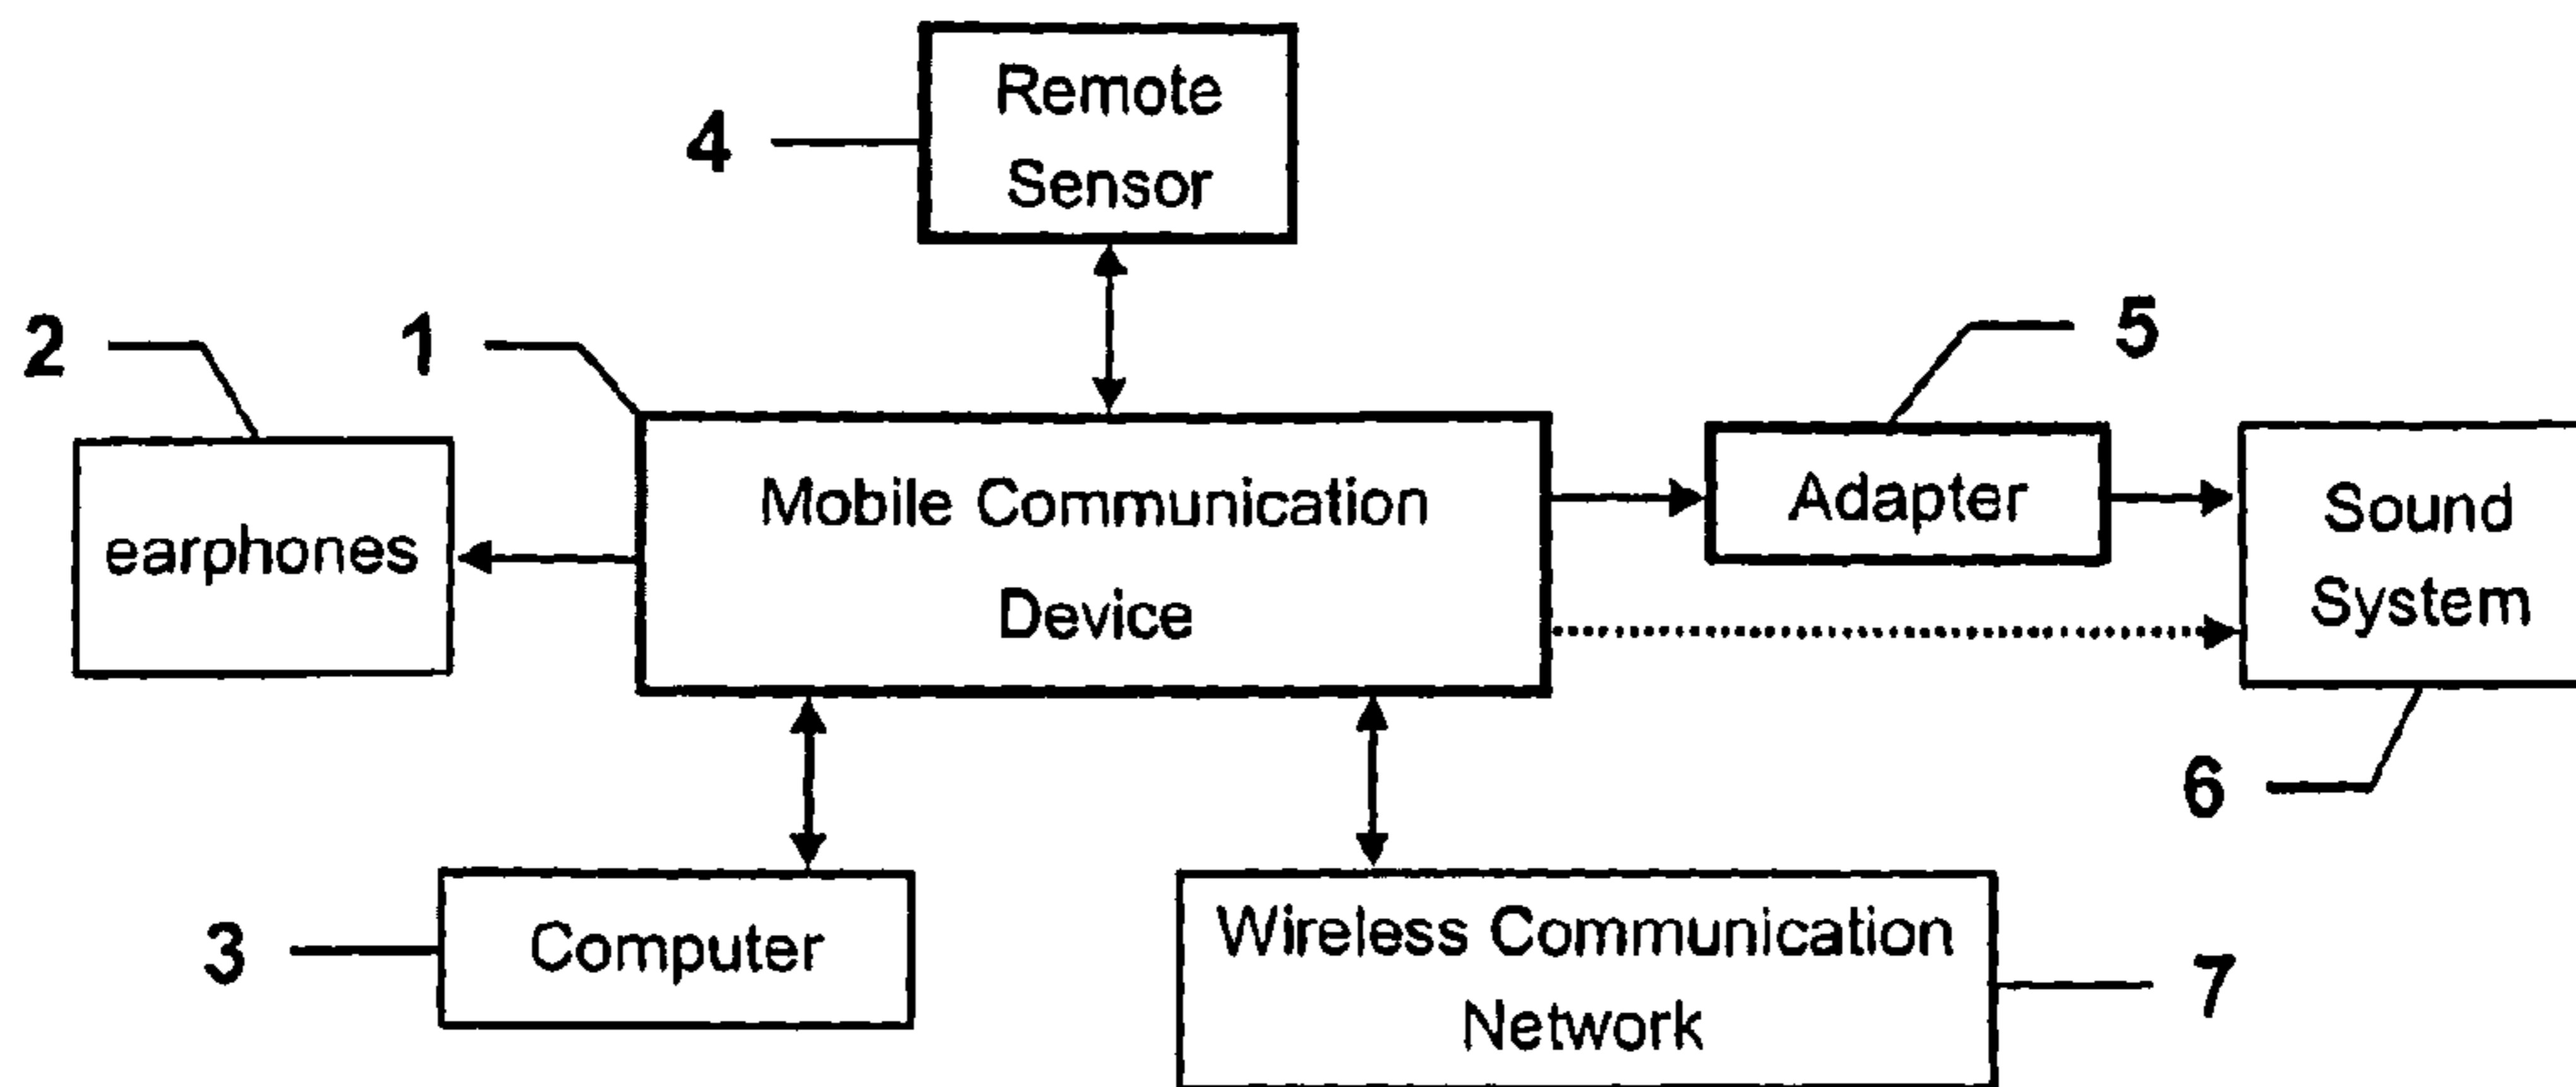 Remote
Sensor
4
2
1
5
earphones
Mobile Communication
Device
Adapter
Sound
System
6
3
Computer
Wireless Communication
Network
7